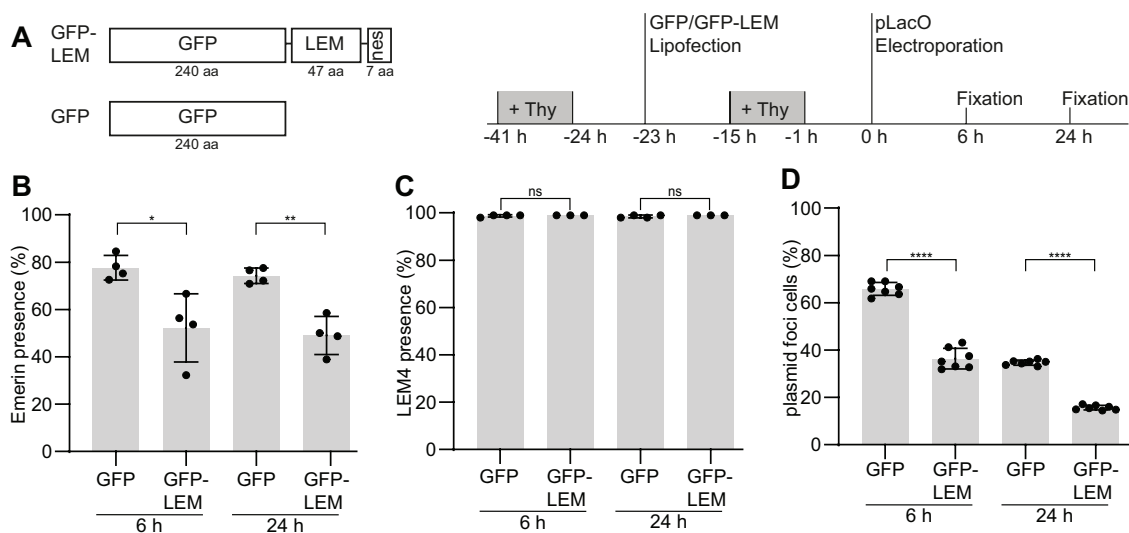 A
GFP-
LEM
GFP
LEM
nes
240 aa
47 aa
7 aa
GFP
GFP
240 aa
GFP/GFP-LEM
Lipofection
pLacO
Electroporation
+ Thy
+ Thy
Fixation
Fixation
-41 h
-24 h
-23 h
-15 h
-1 h
0 h
6 h
24 h
B
Emerin presence (%)
100
80
60
40
20
0
*
**
GFP
GFP-
LEM
GFP
GFP-
LEM
6 h
24 h
C
LEM4 presence (%)
100
80
60
40
20
0
ns
ns
GFP
GFP-
LEM
GFP
GFP-
LEM
6 h
24 h
D
plasmid foci cells (%)
100
80
60
40
20
0
****
****
GFP
GFP-
LEM
GFP
GFP-
LEM
6 h
24 h